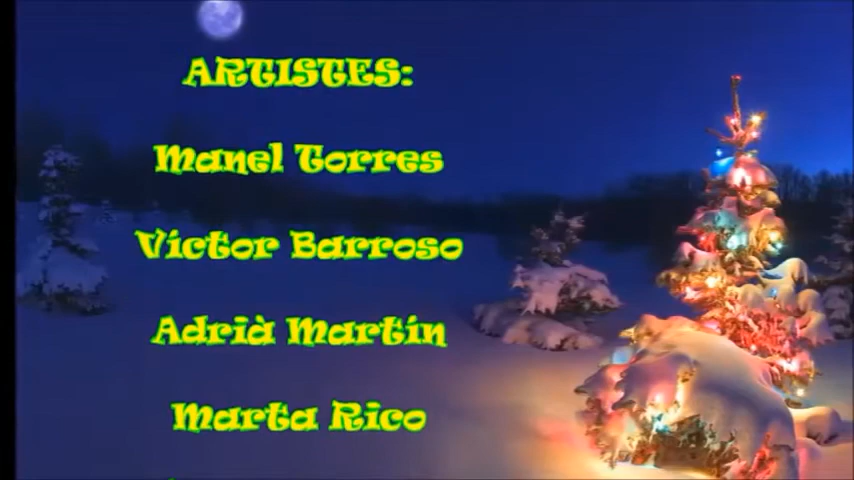 ARTISTES:
Manel Torres
Víctor Barroso
Adrià Martín
Marta Rico